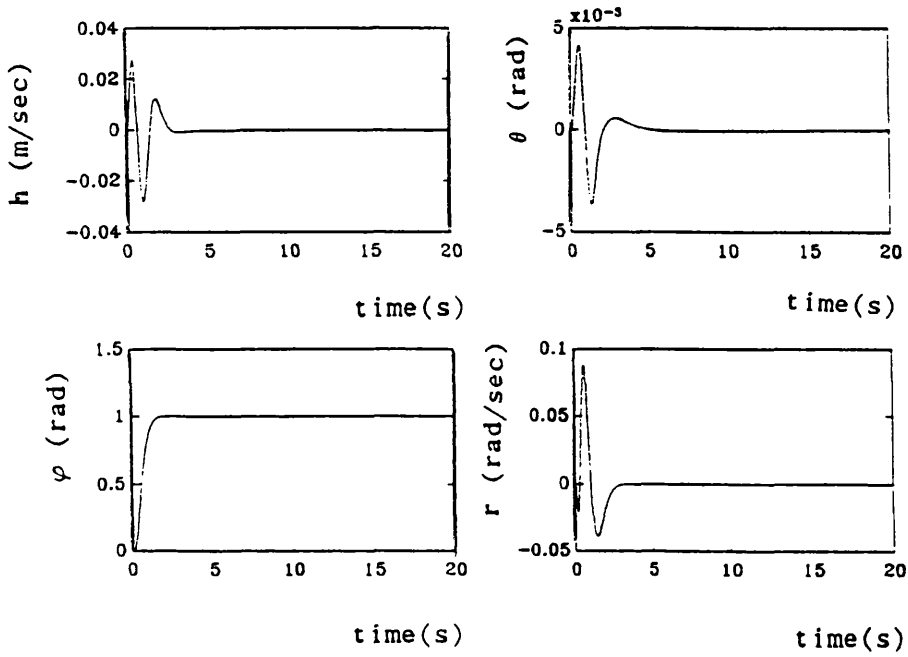 h (m/sec)
0.04
0.02
0
-0.02
-0.04
0 5 10 15 20
time(s)
θ (rad)
x10⁻³
5
0
-5
0 5 10 15 20
time(s)
φ (rad)
1.5
1
0.5
0
0 5 10 15 20
time(s)
r (rad/sec)
0.1
0.05
0
-0.05
0 5 10 15 20
time(s)